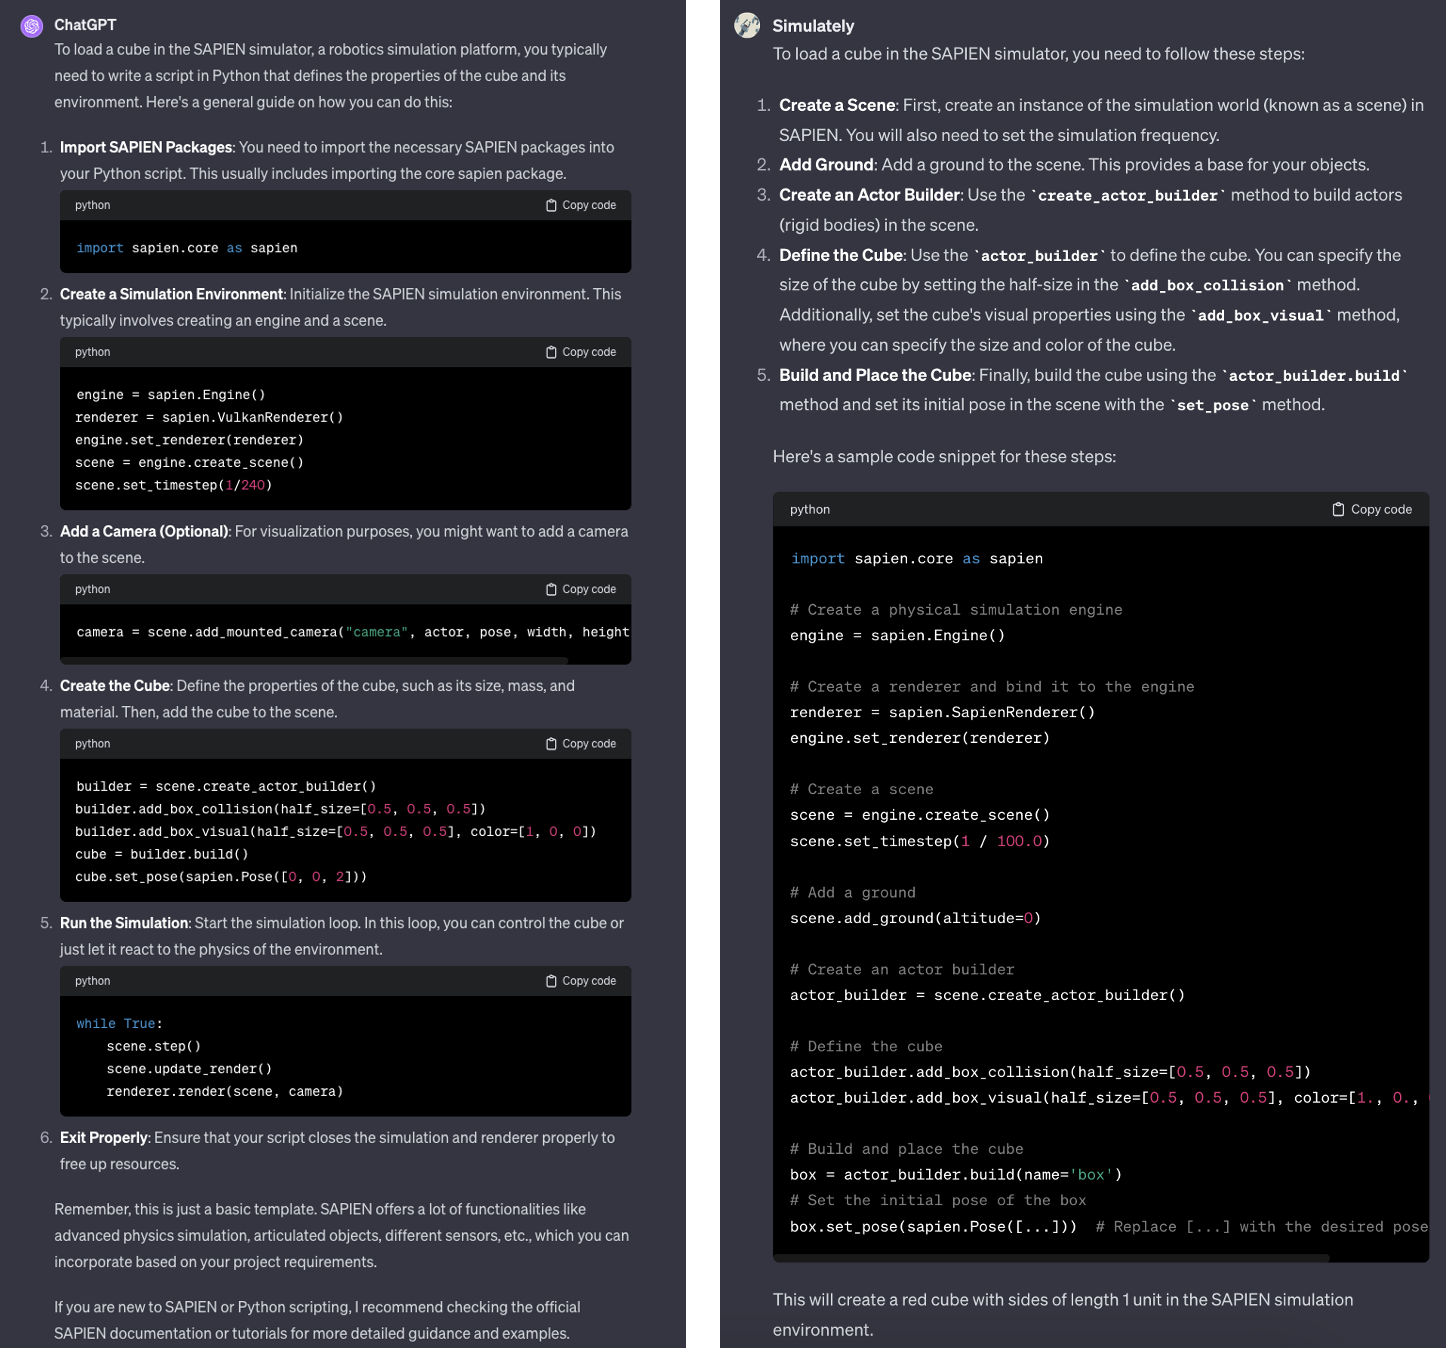 ChatGPT
To load a cube in the SAPIEN simulator, a robotics simulation platform, you typically
need to write a script in Python that defines the properties of the cube and its
environment. Here's a general guide on how you can do this:
1. Import SAPIEN Packages: You need to import the necessary SAPIEN packages into
your Python script. This usually includes importing the core sapien package.
python Copy code
import sapien.core as sapien
2. Create a Simulation Environment: Initialize the SAPIEN simulation environment. This
typically involves creating an engine and a scene.
python Copy code
engine = sapien.Engine()
renderer = sapien.VulkanRenderer()
engine.set_renderer(renderer)
scene = engine.create_scene()
scene.set_timestep(1/240)
3. Add a Camera (Optional): For visualization purposes, you might want to add a camera
to the scene.
python Copy code
camera = scene.add_mounted_camera("camera", actor, pose, width, height
4. Create the Cube: Define the properties of the cube, such as its size, mass, and
material. Then, add the cube to the scene.
python Copy code
builder = scene.create_actor_builder()
builder.add_box_collision(half_size=[0.5, 0.5, 0.5])
builder.add_box_visual(half_size=[0.5, 0.5, 0.5], color=[1, 0, 0])
cube = builder.build()
cube.set_pose(sapien.Pose([0, 0, 2]))
5. Run the Simulation: Start the simulation loop. In this loop, you can control the cube or
just let it react to the physics of the environment.
python Copy code
while True:
    scene.step()
    scene.update_render()
    renderer.render(scene, camera)
6. Exit Properly: Ensure that your script closes the simulation and renderer properly to
free up resources.
Remember, this is just a basic template. SAPIEN offers a lot of functionalities like
advanced physics simulation, articulated objects, different sensors, etc., which you can
incorporate based on your project requirements.
If you are new to SAPIEN or Python scripting, I recommend checking the official
SAPIEN documentation or tutorials for more detailed guidance and examples.
Simulately
To load a cube in the SAPIEN simulator, you need to follow these steps:
1. Create a Scene: First, create an instance of the simulation world (known as a scene) in
SAPIEN. You will also need to set the simulation frequency.
2. Add Ground: Add a ground to the scene. This provides a base for your objects.
3. Create an Actor Builder: Use the `create_actor_builder` method to build actors
(rigid bodies) in the scene.
4. Define the Cube: Use the `actor_builder` to define the cube. You can specify the
size of the cube by setting the half-size in the `add_box_collision` method.
Additionally, set the cube's visual properties using the `add_box_visual` method,
where you can specify the size and color of the cube.
5. Build and Place the Cube: Finally, build the cube using the `actor_builder.build`
method and set its initial pose in the scene with the `set_pose` method.
Here's a sample code snippet for these steps:
python Copy code
import sapien.core as sapien
# Create a physical simulation engine
engine = sapien.Engine()
# Create a renderer and bind it to the engine
renderer = sapien.SapienRenderer()
engine.set_renderer(renderer)
# Create a scene
scene = engine.create_scene()
scene.set_timestep(1 / 100.0)
# Add a ground
scene.add_ground(altitude=0)
# Create an actor builder
actor_builder = scene.create_actor_builder()
# Define the cube
actor_builder.add_box_collision(half_size=[0.5, 0.5, 0.5])
actor_builder.add_box_visual(half_size=[0.5, 0.5, 0.5], color=[1., 0.,
# Build and place the cube
box = actor_builder.build(name='box')
# Set the initial pose of the box
box.set_pose(sapien.Pose([...]))  # Replace [...] with the desired pose
This will create a red cube with sides of length 1 unit in the SAPIEN simulation
environment.